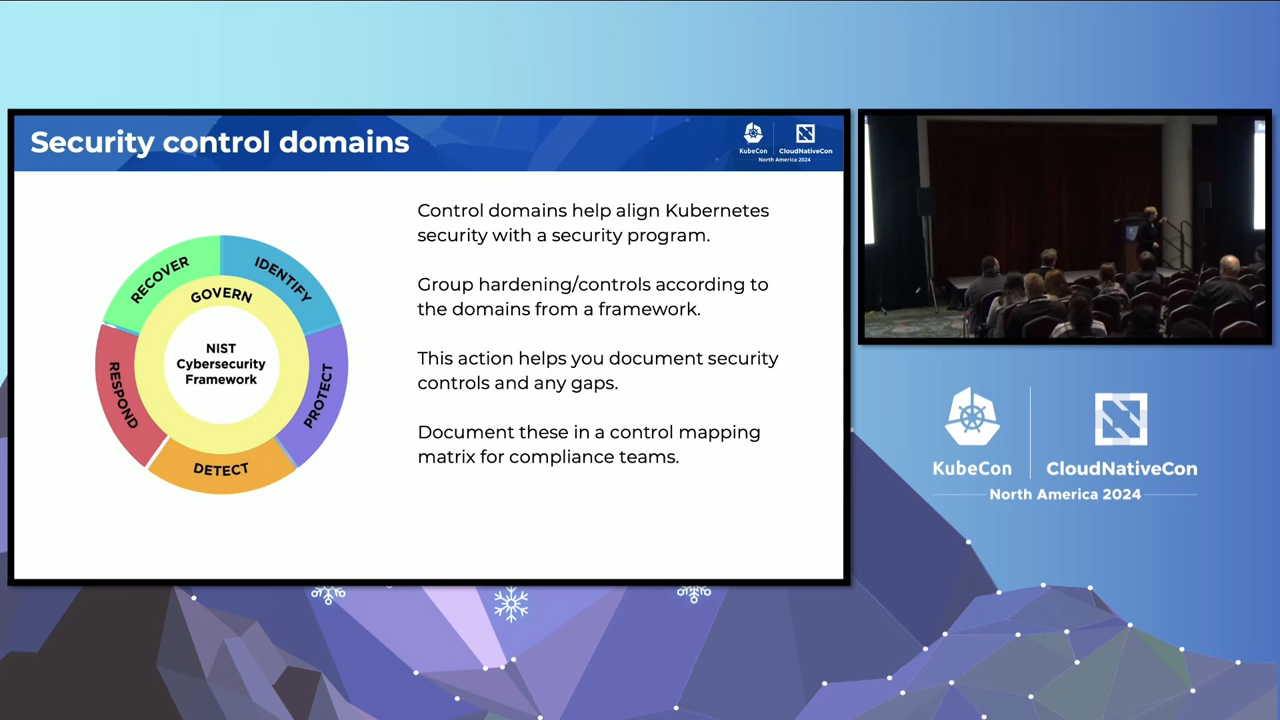 Security control domains
KubeCon
CloudNativeCon
North America 2024
RECOVER
IDENTIFY
GOVERN
NIST
Cybersecurity
Framework
RESPOND
PROTECT
DETECT
Control domains help align Kubernetes
security with a security program.
Group hardening/controls according to
the domains from a framework.
This action helps you document security
controls and any gaps.
Document these in a control mapping
matrix for compliance teams.
KubeCon
CloudNativeCon
North America 2024